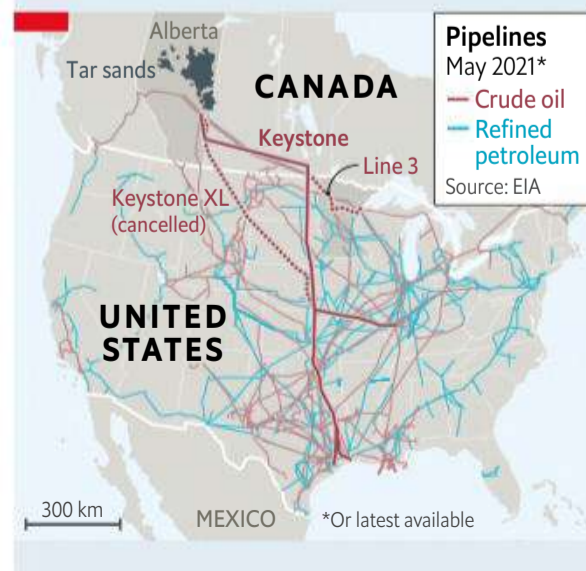 Pipelines
May 2021*
Crude oil
Refined
petroleum
Source: EIA
Alberta
Tar sands
CANADA
Keystone
Line 3
Keystone XL
(cancelled)
UNITED
STATES
300 km
MEXICO
*Or latest available